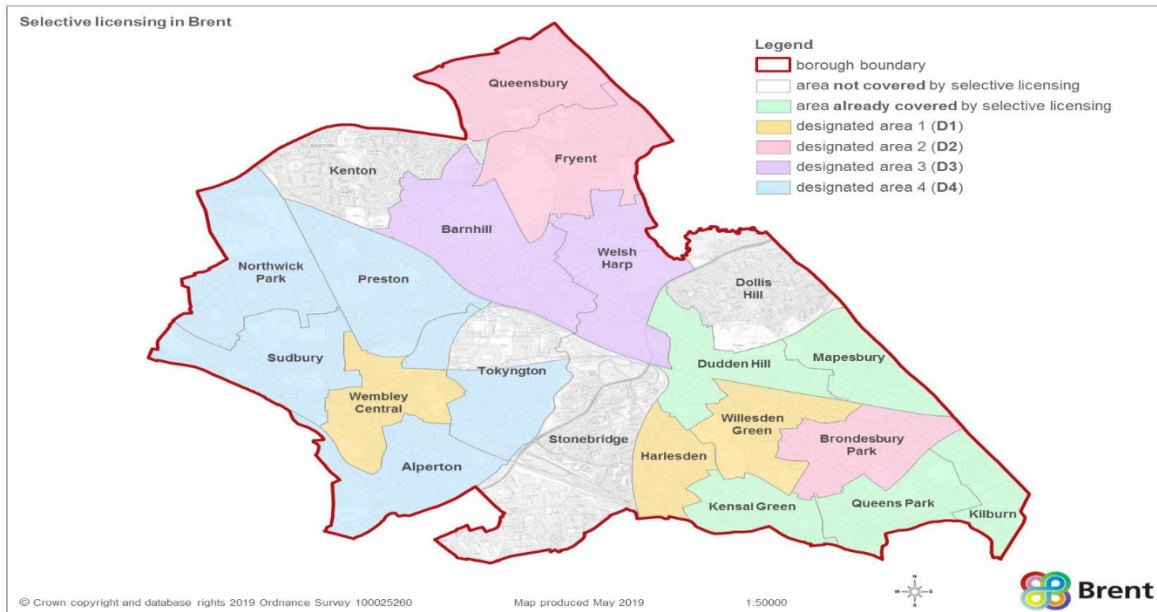 Selective licensing in Brent
Legend
borough boundary
area not covered by selective licensing
area already covered by selective licensing
designated area 1 (D1)
designated area 2 (D2)
designated area 3 (D3)
designated area 4 (D4)
Queensbury
KENTON
Kenton
Fryent
Barnhill
Welsh
Harp
Northwick
Park
Preston
Dollis
Hill
Sudbury
Tokyngton
Dudden Hill
Mapesbury
Wembley
Central
Willesden
Green
Stonebridge
Brondesbury
Park
Alperton
Harlesden
Kensal Green
Queens Park
Kilburn
N
W
E
S
Brent
© Crown copyright and database rights 2019 Ordnance Survey 100025260
Map produced May 2019
1:50000